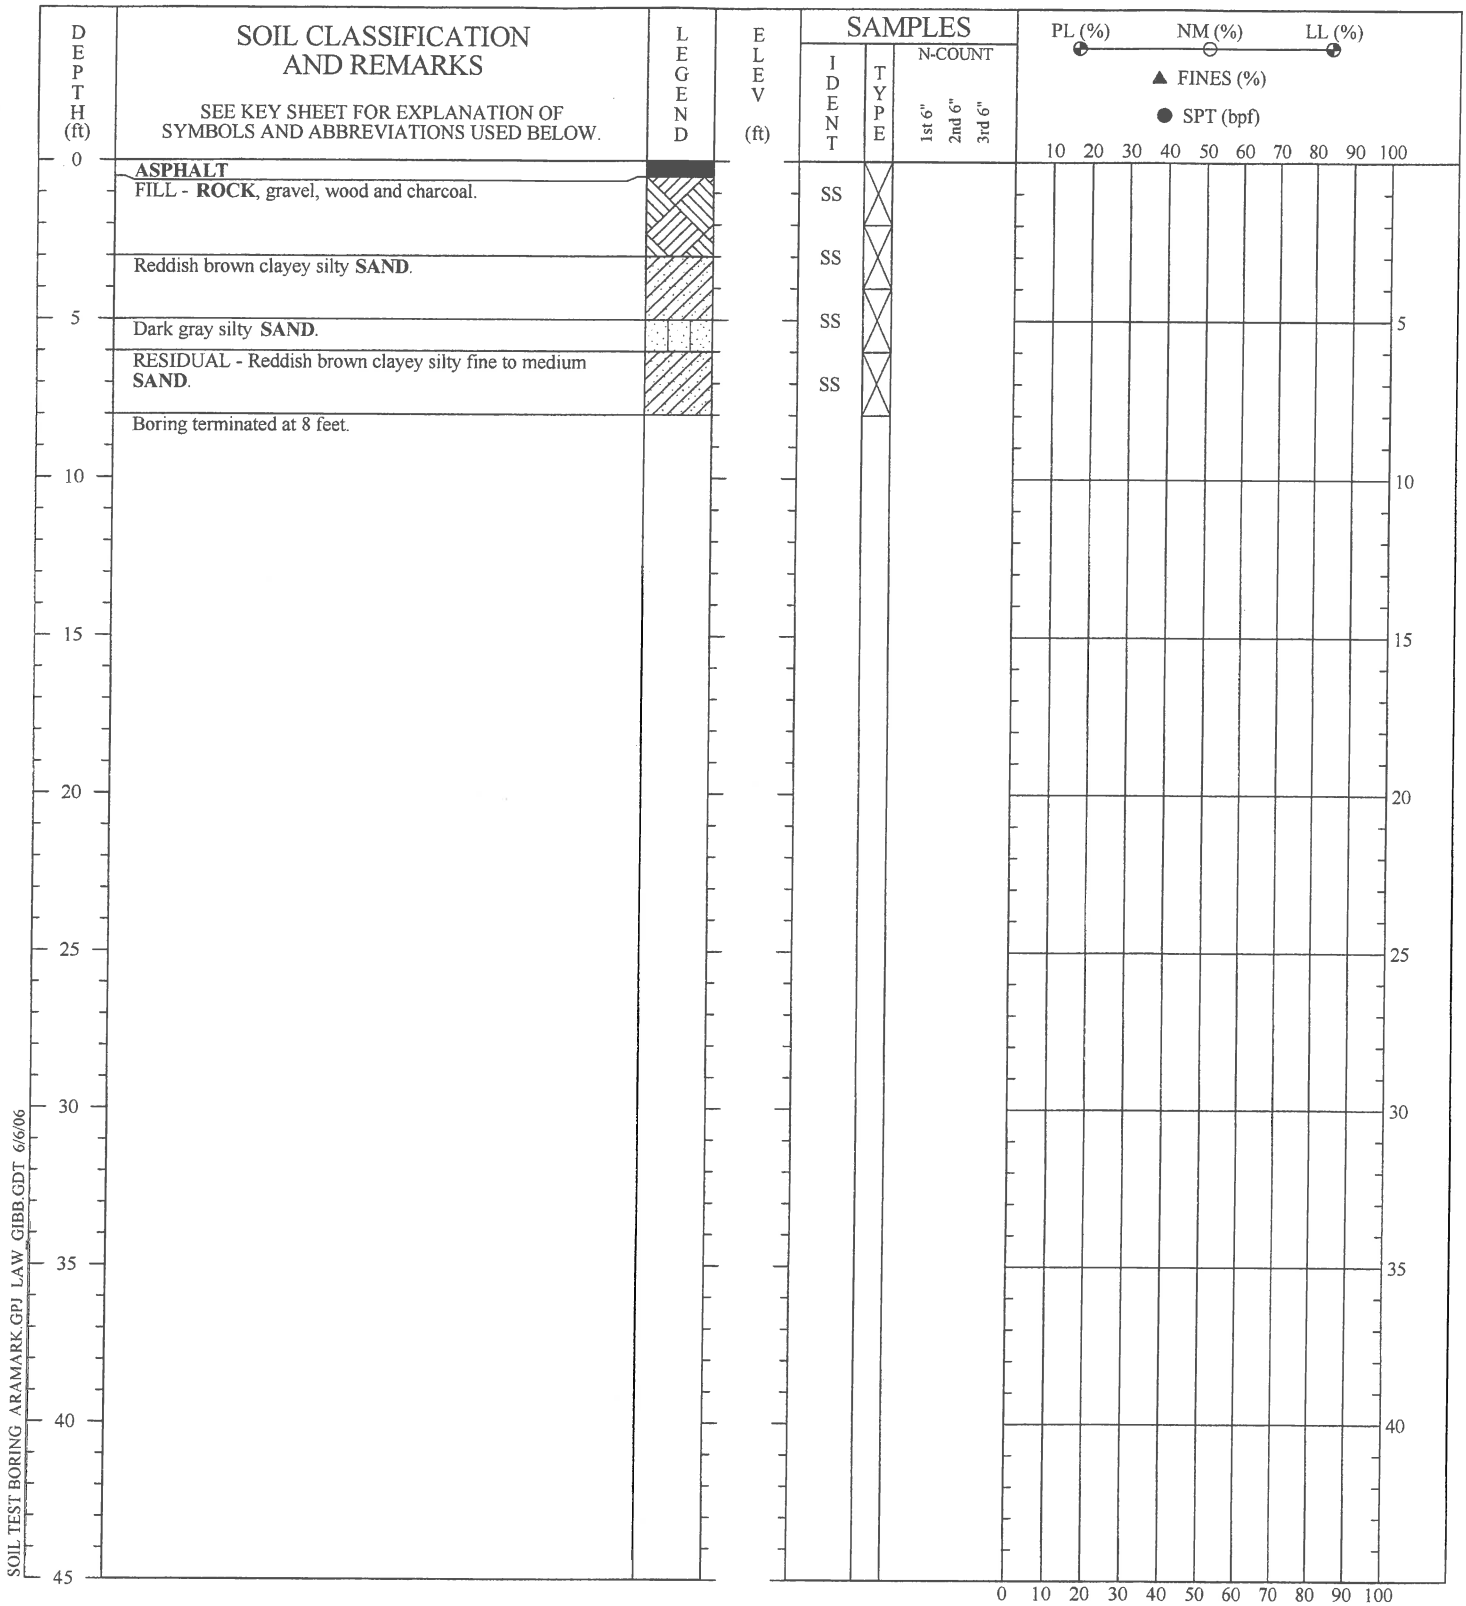 DEPTH (ft)
SOIL CLASSIFICATION
AND REMARKS
SEE KEY SHEET FOR EXPLANATION OF
SYMBOLS AND ABBREVIATIONS USED BELOW.
LEGEND
ELEV (ft)
SAMPLES
IDENT
TYPE
N-COUNT
1st 6"
2nd 6"
3rd 6"
PL (%) NM (%) LL (%)
▲ FINES (%)
● SPT (bpf)
10 20 30 40 50 60 70 80 90 100
0
ASPHALT
FILL - ROCK, gravel, wood and charcoal.
SS
Reddish brown clayey silty SAND.
SS
5
Dark gray silty SAND.
SS
5
RESIDUAL - Reddish brown clayey silty fine to medium
SAND.
SS
Boring terminated at 8 feet.
10
10
15
15
20
20
25
25
30
30
35
35
40
40
45
0 10 20 30 40 50 60 70 80 90 100
SOIL TEST BORING ARAMARK.GPJ LAW_GIBB.GDT 6/6/06